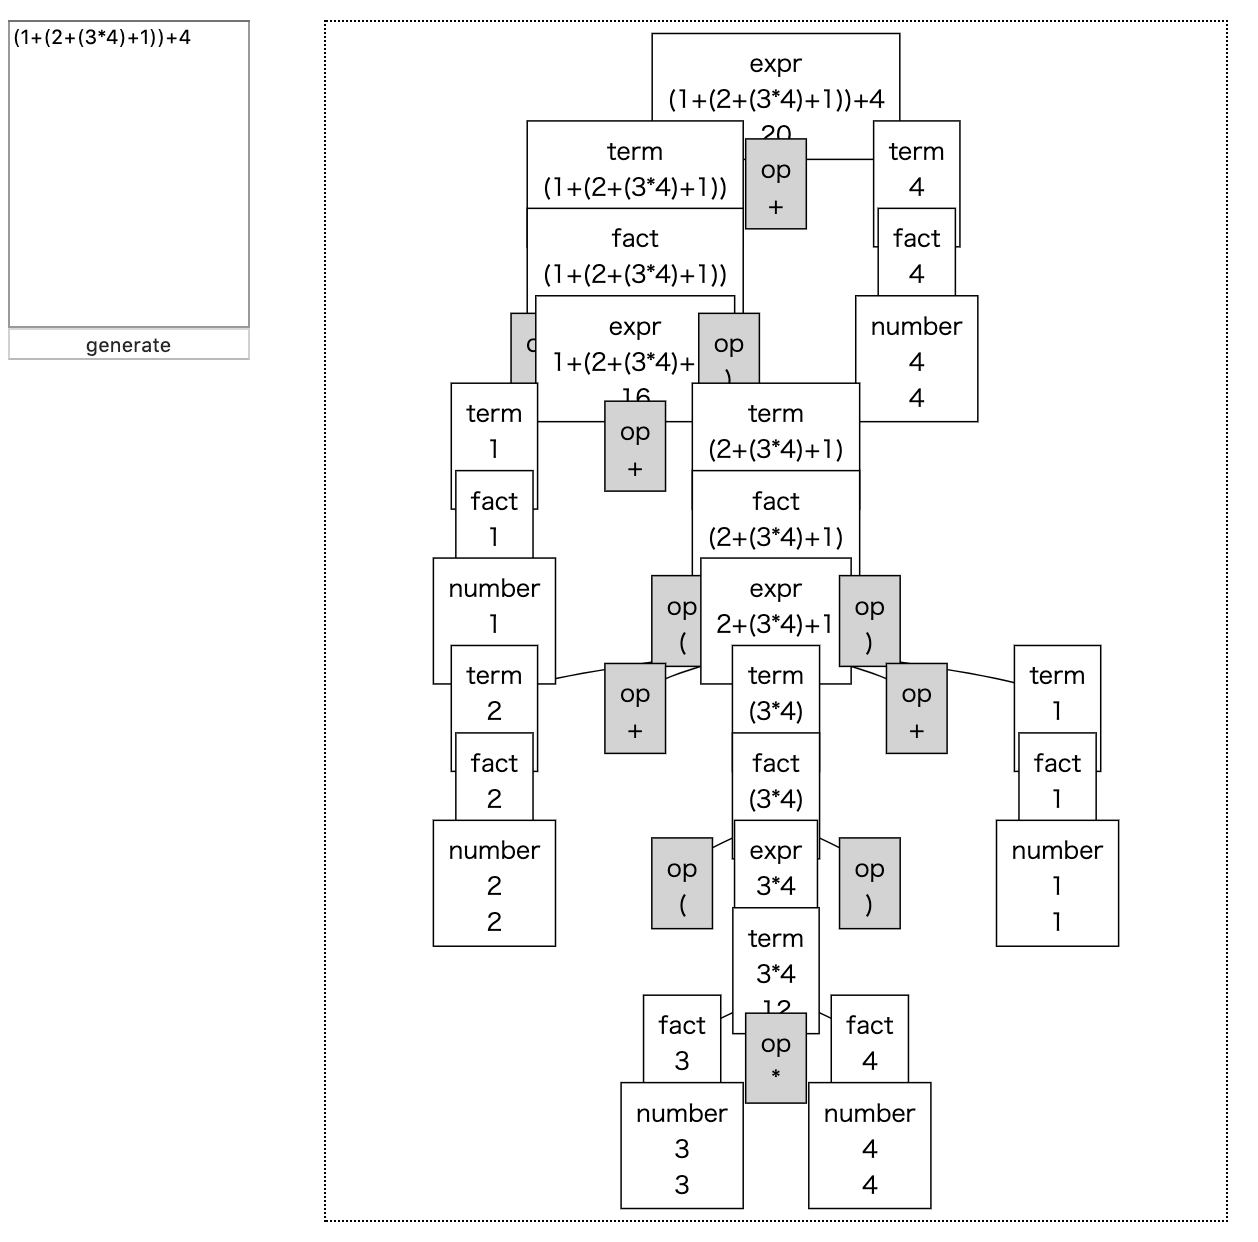 (1+(2+(3*4)+1))+4
generate
expr
(1+(2+(3*4)+1))+4
20
term
(1+(2+(3*4)+1))
op
+
term
4
fact
(1+(2+(3*4)+1))
fact
4
expr
1+(2+(3*4)+
16
op
)
number
4
4
term
1
op
+
term
(2+(3*4)+1)
fact
1
fact
(2+(3*4)+1)
number
1
op
(
expr
2+(3*4)+1
op
)
term
2
op
+
term
(3*4)
op
+
term
1
fact
2
fact
(3*4)
fact
1
number
2
2
op
(
expr
3*4
op
)
number
1
1
term
3*4
12
fact
3
op
*
fact
4
number
3
3
number
4
4